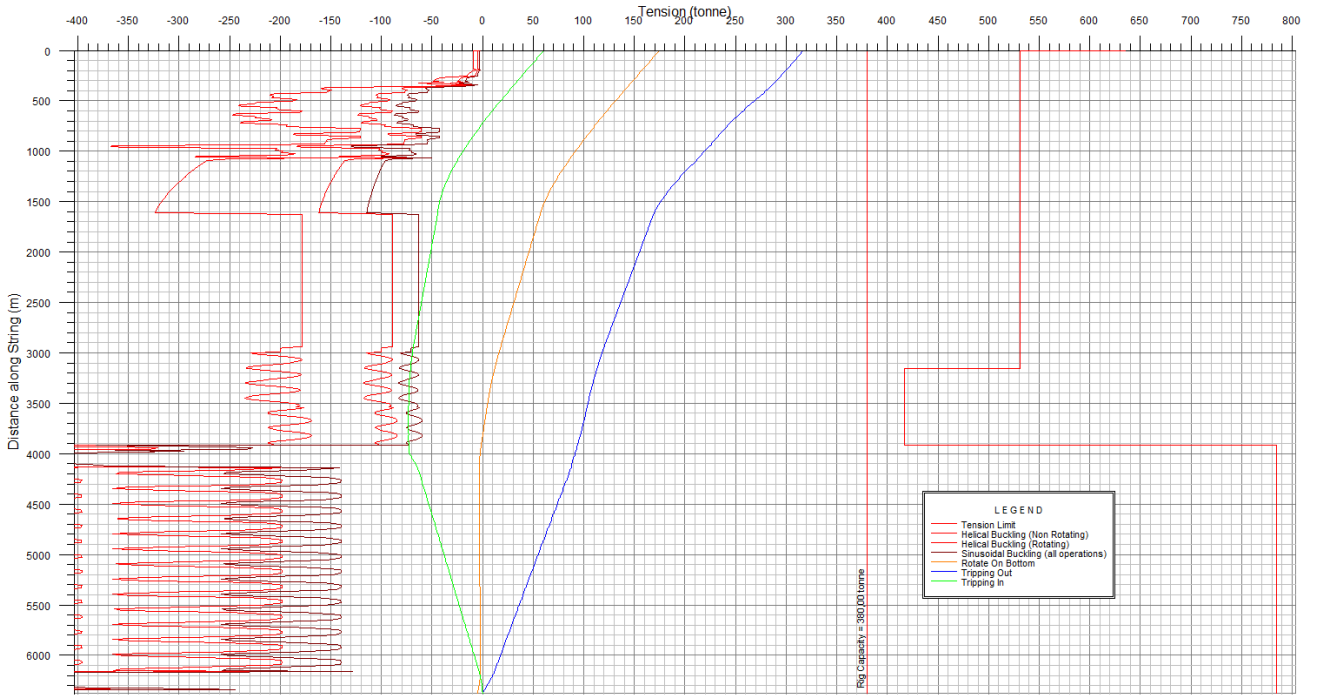 Tension (tonne)
-400 -350 -300 -250 -200 -150 -100 -50 0 50 100 150 200 250 300 350 400 450 500 550 600 650 700 750 800
0
500
1000
1500
2000
2500
3000
3500
4000
4500
5000
5500
6000
Distance along String (m)
Rig Capacity = 380.00 tonne
LEGEND
Tension Limit
Helical Buckling (Non Rotating)
Helical Buckling (Rotating)
Sinusoidal Buckling (all operations)
Rotate On Bottom
Tripping Out
Tripping In